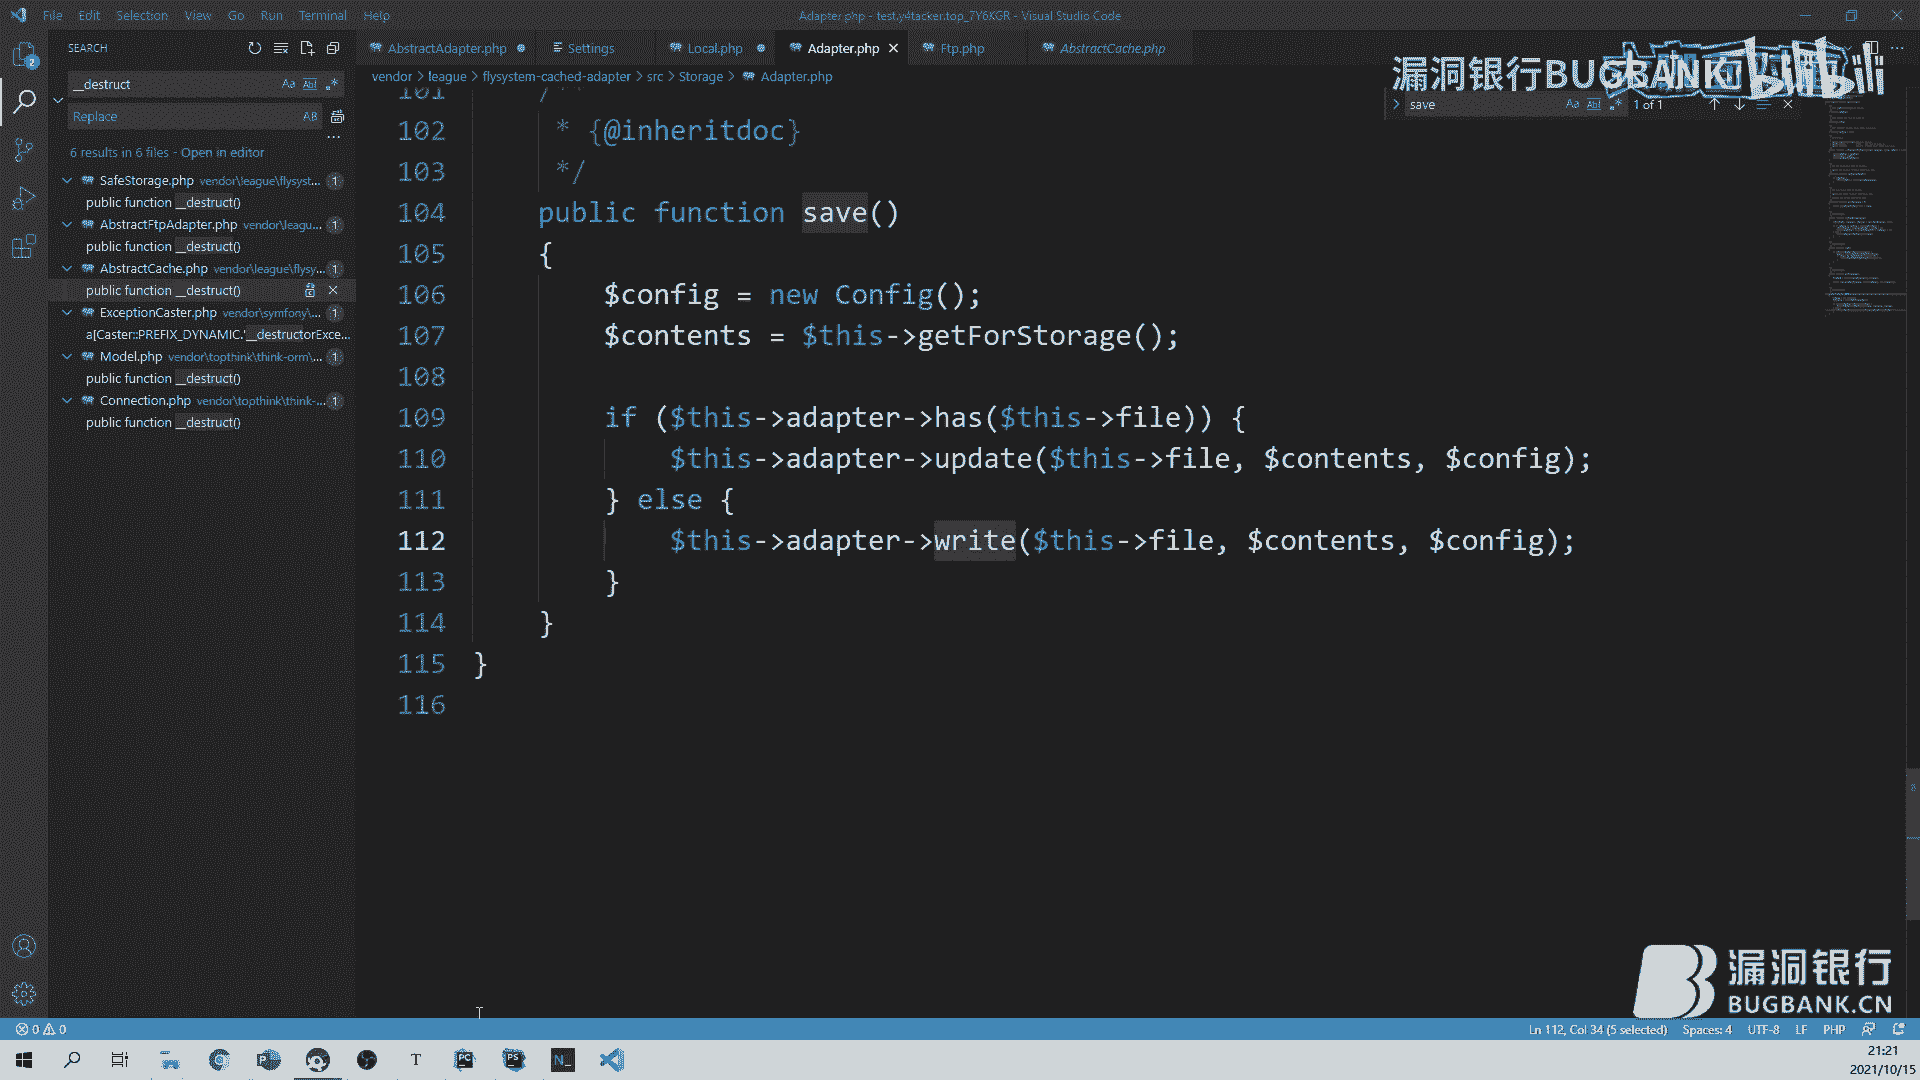 File Edit Selection View Go Run Terminal Help
Adapter.php - test.y4tacker.top_7Y6KGR - Visual Studio Code
SEARCH
__destruct
Aa Abl .*
Replace
AB
6 results in 6 files - Open in editor
SafeStorage.php vendor\league\flysyst... 1
public function __destruct()
AbstractFtpAdapter.php vendor\leagu... 1
public function __destruct()
AbstractCache.php vendor\league\flysy... 1
public function __destruct()
ExceptionCaster.php vendor\symfony\... 1
a[Caster::PREFIX_DYNAMIC.'__destructorExce...
Model.php vendor\topthink\think-orm\... 1
public function __destruct()
Connection.php vendor\topthink\think-... 1
public function __destruct()
2
AbstractAdapter.php
Settings
Local.php
Adapter.php
Ftp.php
AbstractCache.php
vendor > league > flysystem-cached-adapter > src > Storage > Adapter.php
漏洞银行BUGBANK
bilibili
save
Aa Abl .* 1 of 1
101 /**
102 * {@inheritdoc}
103 */
104 public function save()
105 {
106 $config = new Config();
107 $contents = $this->getForStorage();
108
109 if ($this->adapter->has($this->file)) {
110 $this->adapter->update($this->file, $contents, $config);
111 } else {
112 $this->adapter->write($this->file, $contents, $config);
113 }
114 }
115 }
116
漏洞银行
BUGBANK.CN
0 0
Ln 112, Col 34 (5 selected) Spaces: 4 UTF-8 LF PHP
21:21
2021/10/15